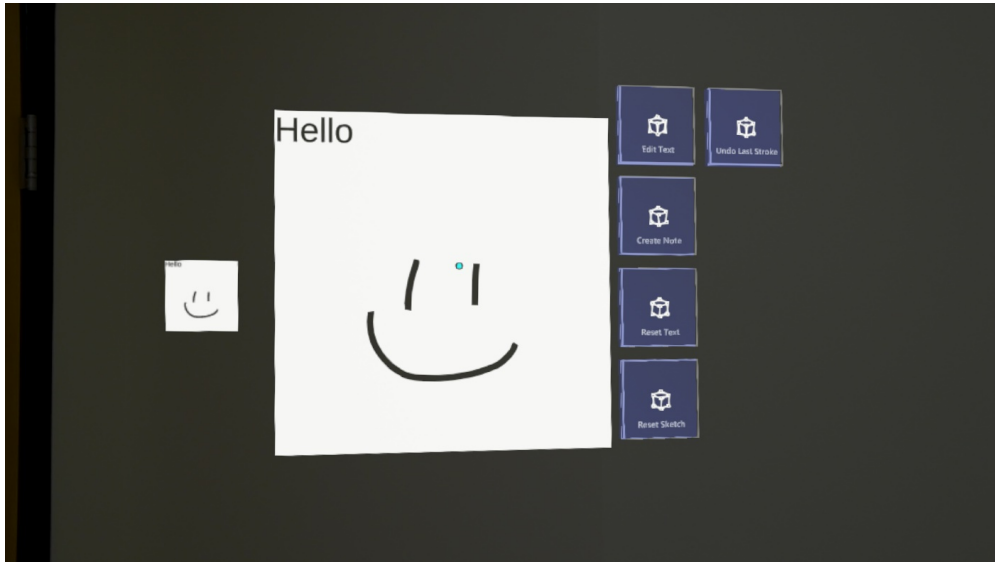 Hello
Hello
Edit Text
Undo Last Stroke
Create Note
Reset Text
Reset Sketch